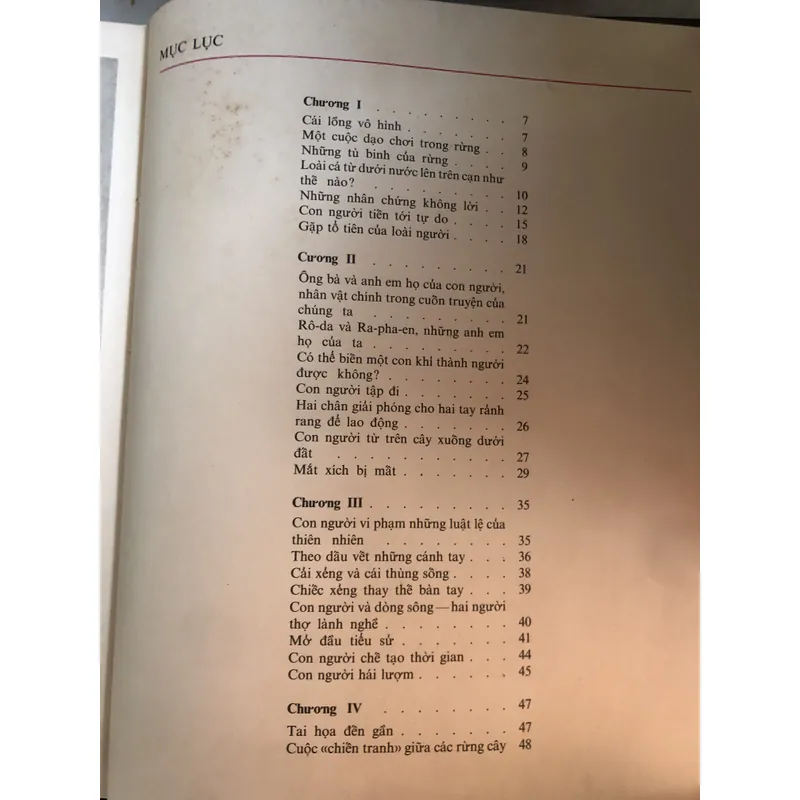 MỤC LỤC
Chương I . . . . . . . . . 7
Cái lồng vô hình . . . . . . . 7
Một cuộc dạo chơi trong rừng . . 8
Những tù binh của rừng . . . . 9
Loài cá từ dưới nước lên trên cạn như
thế nào? . . . . . . . . . 10
Những nhân chứng không lời . . 12
Con người tiến tới tự do . . . . 15
Gặp tổ tiên của loài người . . . . 18
Cương II . . . . . . . . . 21
Ông bà và anh em họ của con người,
nhân vật chính trong cuốn truyện của
chúng ta . . . . . . . . . 21
Rô-da và Ra-pha-en, những anh em
họ của ta . . . . . . . . . 22
Có thể biến một con khỉ thành người
được không? . . . . . . . . 24
Con người tập đi . . . . . . . 25
Hai chân giải phóng cho hai tay rảnh
rang để lao động . . . . . . . 26
Con người từ trên cây xuống dưới
đất . . . . . . . . . . . 27
Mắt xích bị mất . . . . . . . 29
Chương III . . . . . . . . . 35
Con người vi phạm những luật lệ của
thiên nhiên . . . . . . . . 35
Theo dấu vết những cánh tay . . . 36
Cái xẻng và cái thùng sống . . . . 38
Chiếc xẻng thay thế bàn tay . . . 39
Con người và dòng sông — hai người
thợ lành nghề . . . . . . . . 40
Mở đầu tiểu sử . . . . . . . . 41
Con người chế tạo thời gian . . . 44
Con người hái lượm . . . . . . 45
Chương IV . . . . . . . . 47
Tai họa đến gần . . . . . . . 47
Cuộc «chiến tranh» giữa các rừng cây 48